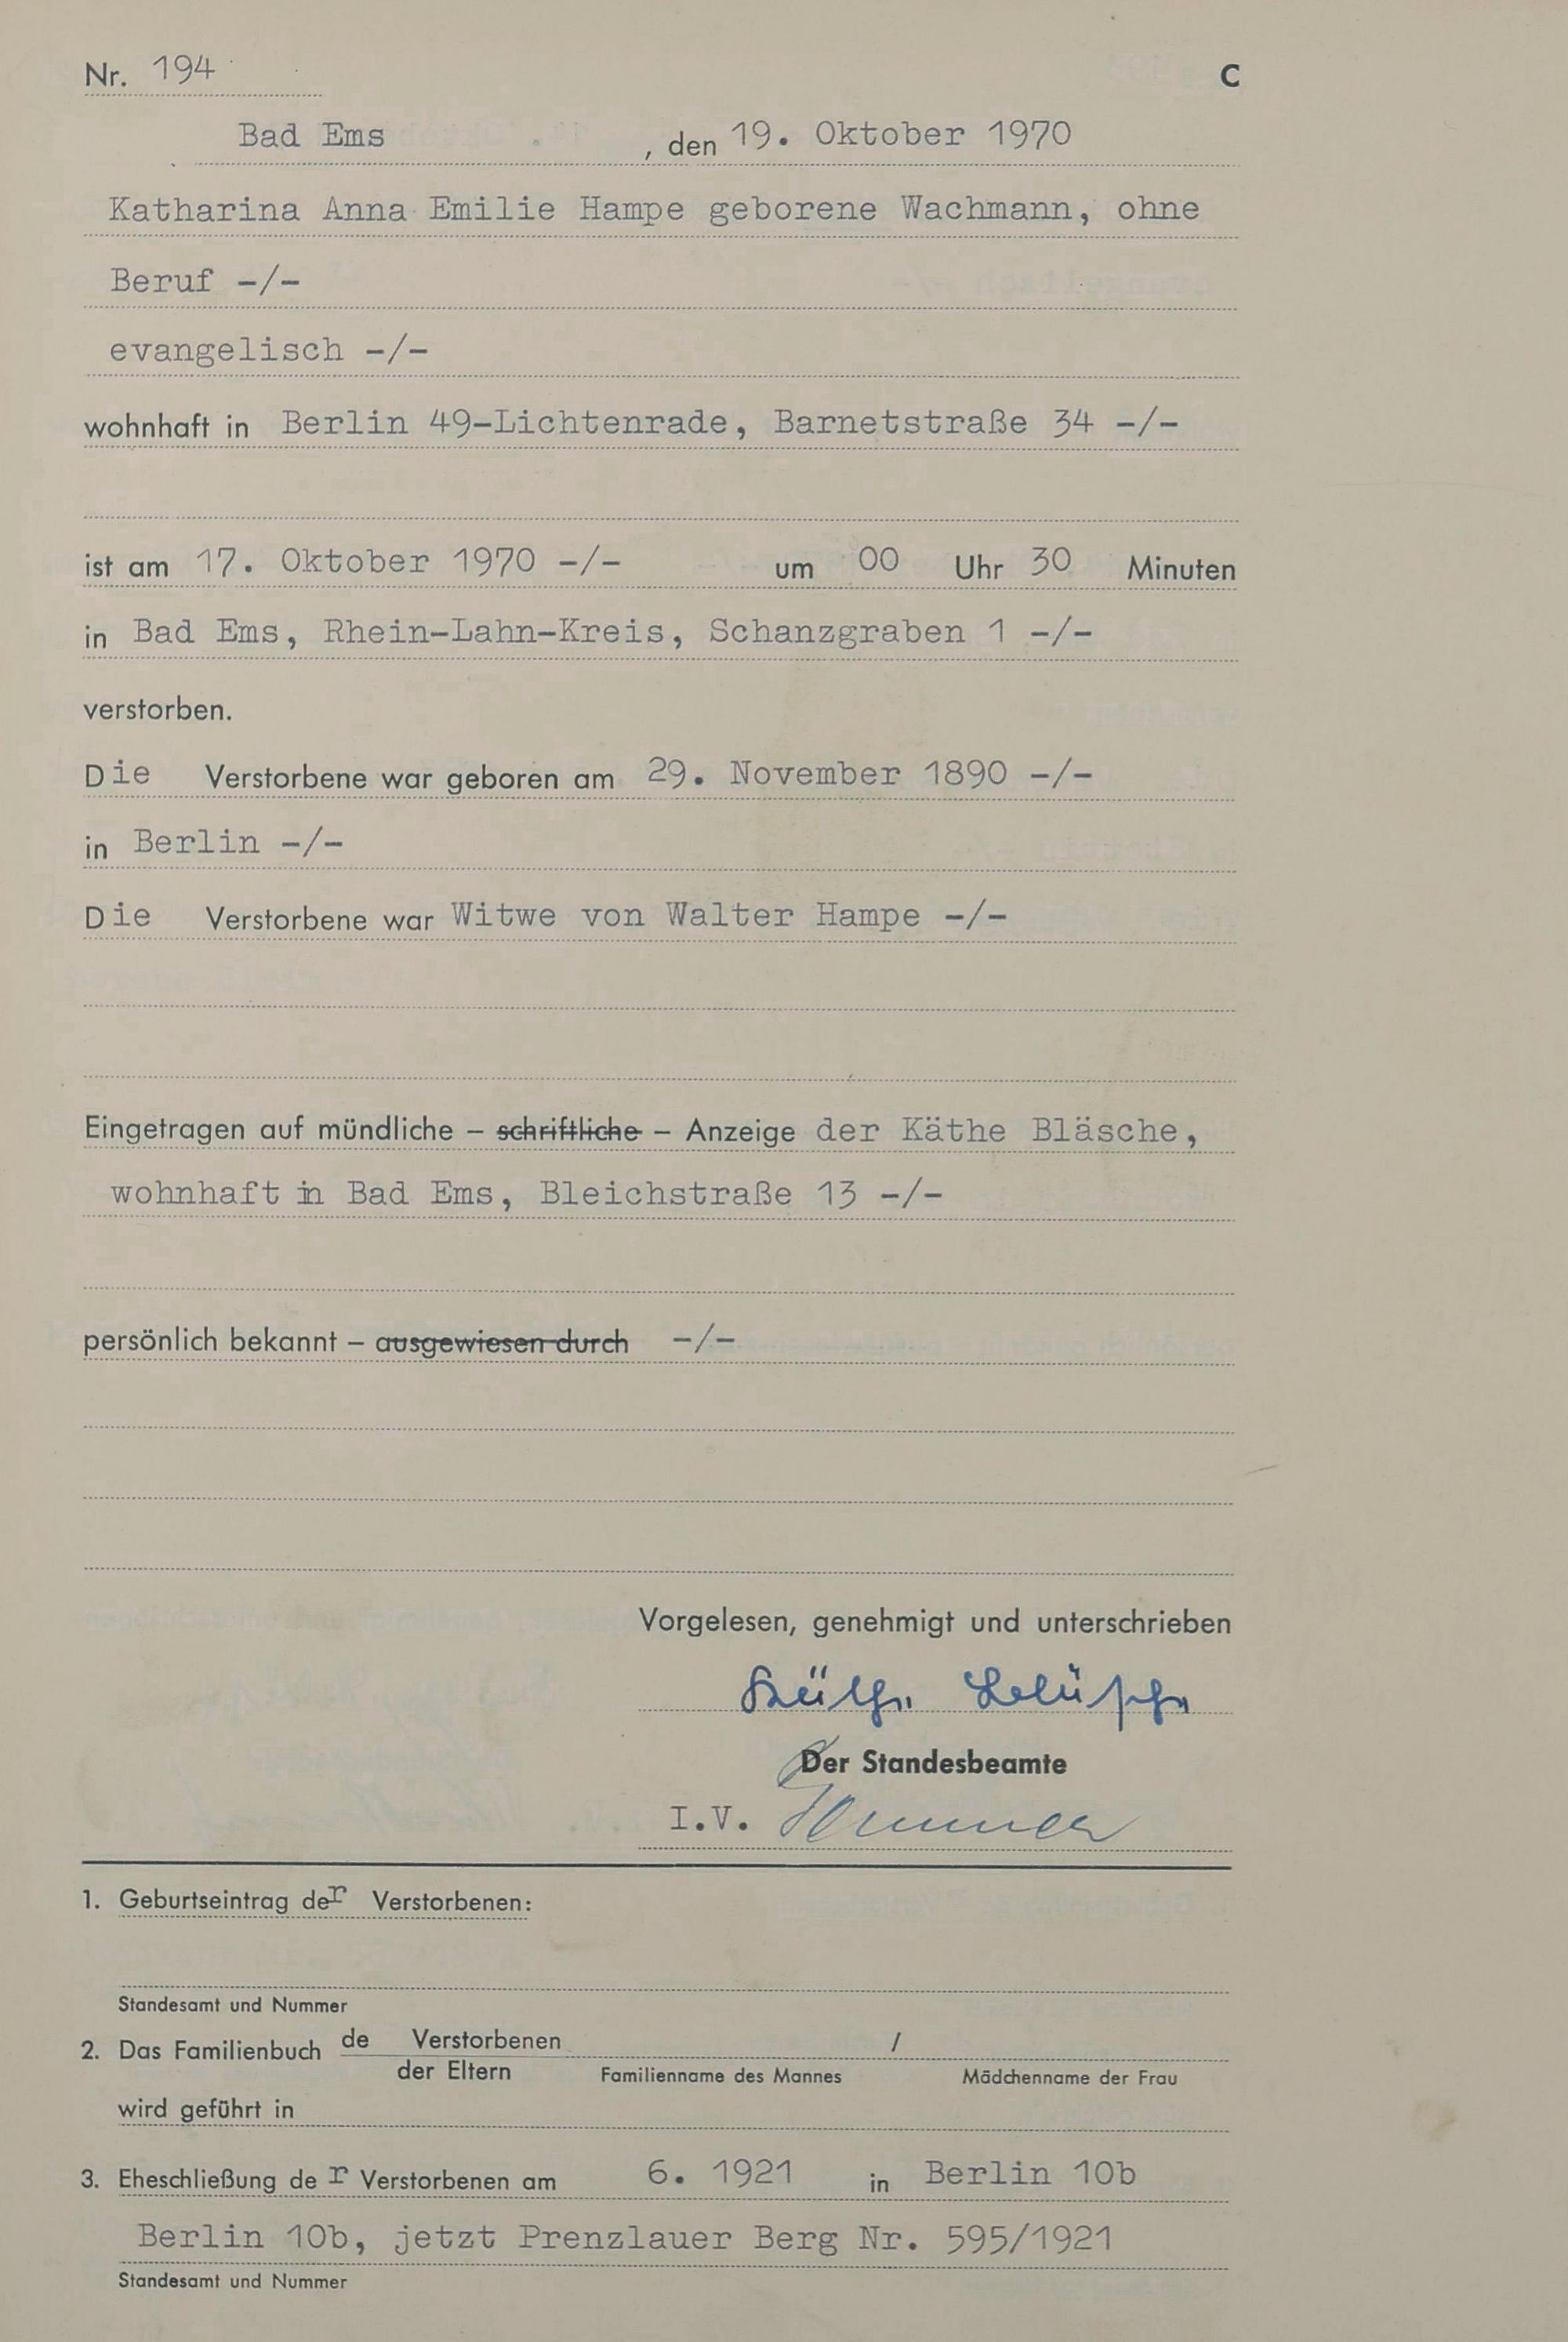 Nr. 194 C
Bad Ems , den 19. Oktober 1970
Katharina Anna Emilie Hampe geborene Wachmann, ohne
Beruf -/-
evangelisch -/-
wohnhaft in Berlin 49-Lichtenrade, Barnetstraße 34 -/-
ist am 17. Oktober 1970 -/- um 00 Uhr 30 Minuten
in Bad Ems, Rhein-Lahn-Kreis, Schanzgraben 1 -/-
verstorben.
Die Verstorbene war geboren am 29. November 1890 -/-
in Berlin -/-
Die Verstorbene war Witwe von Walter Hampe -/-
Eingetragen auf mündliche – schriftliche – Anzeige der Käthe Bläsche,
wohnhaft in Bad Ems, Bleichstraße 13 -/-
persönlich bekannt – ausgewiesen durch -/-
Vorgelesen, genehmigt und unterschrieben
Käthe Bläsche
Der Standesbeamte
I.V.
1. Geburtseintrag der Verstorbenen:
Standesamt und Nummer
2. Das Familienbuch de Verstorbenen /
der Eltern Familienname des Mannes Mädchenname der Frau
wird geführt in
3. Eheschließung der Verstorbenen am 6. 1921 in Berlin 10b
Berlin 10b, jetzt Prenzlauer Berg Nr. 595/1921
Standesamt und Nummer